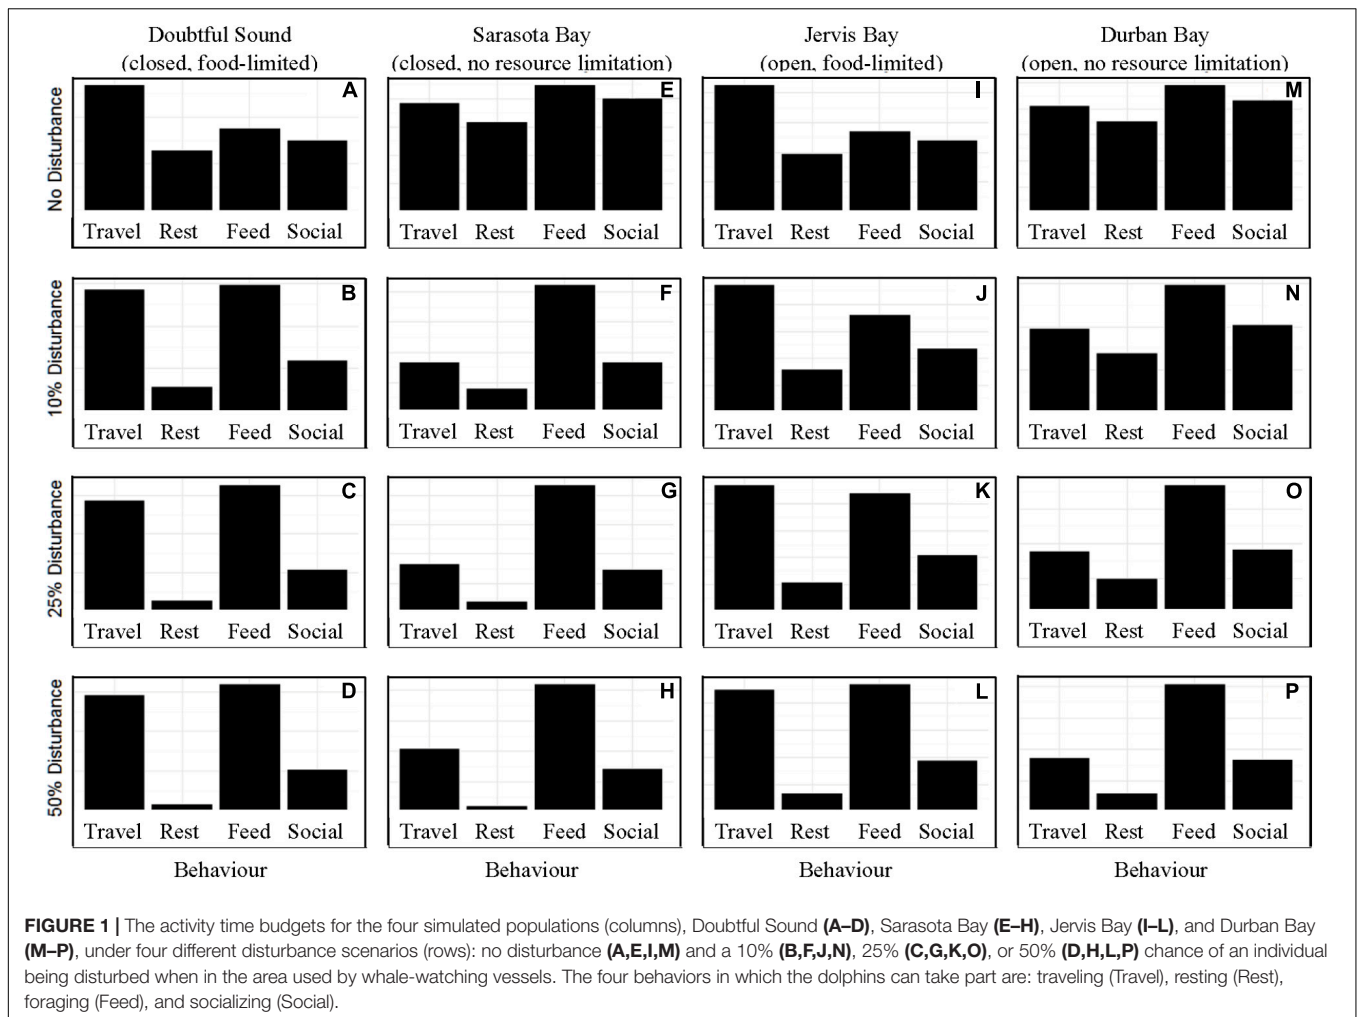 Doubtful Sound
(closed, food-limited)
Sarasota Bay
(closed, no resource limitation)
Jervis Bay
(open, food-limited)
Durban Bay
(open, no resource limitation)
No Disturbance
A
Travel Rest Feed Social
E
Travel Rest Feed Social
I
Travel Rest Feed Social
M
Travel Rest Feed Social
10% Disturbance
B
Travel Rest Feed Social
F
Travel Rest Feed Social
J
Travel Rest Feed Social
N
Travel Rest Feed Social
25% Disturbance
C
Travel Rest Feed Social
G
Travel Rest Feed Social
K
Travel Rest Feed Social
O
Travel Rest Feed Social
50% Disturbance
D
Travel Rest Feed Social
H
Travel Rest Feed Social
L
Travel Rest Feed Social
P
Travel Rest Feed Social
Behaviour
Behaviour
Behaviour
Behaviour
FIGURE 1 | The activity time budgets for the four simulated populations (columns), Doubtful Sound (A–D), Sarasota Bay (E–H), Jervis Bay (I–L), and Durban Bay
(M–P), under four different disturbance scenarios (rows): no disturbance (A,E,I,M) and a 10% (B,F,J,N), 25% (C,G,K,O), or 50% (D,H,L,P) chance of an individual
being disturbed when in the area used by whale-watching vessels. The four behaviors in which the dolphins can take part are: traveling (Travel), resting (Rest),
foraging (Feed), and socializing (Social).